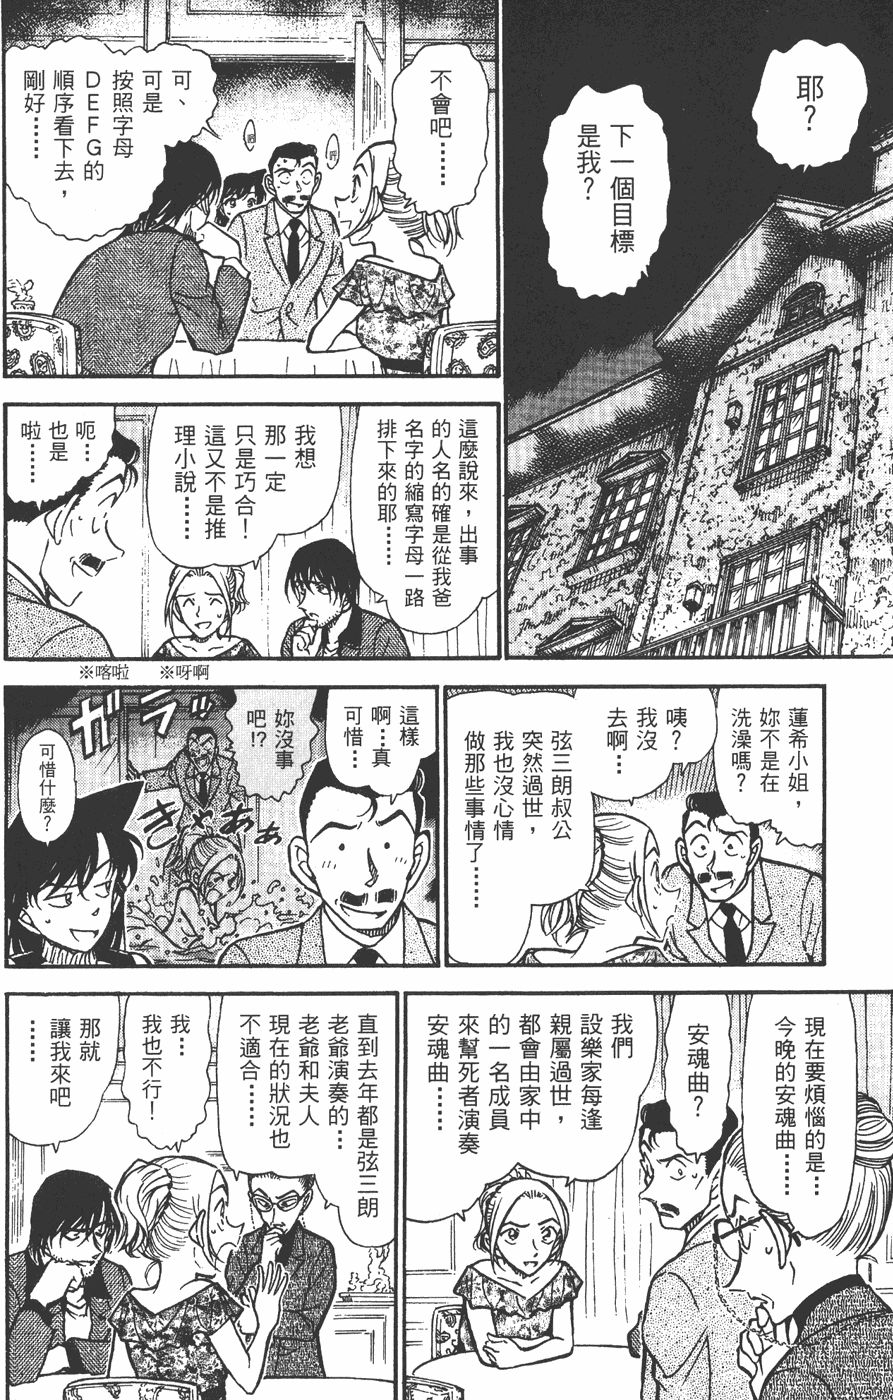 耶？
下一個目標
是我？
不會吧……
啊
啊
可、
可是
按照字母
DEFG的
順序看下去，
剛好……
這麼說來，出事
的人名的確是從我爸
名字的縮寫字母一路
排下來的耶……
我想
那一定
只是巧合！
這又不是推
理小說……
呃…
也是
啦……
※呀啊
※喀啦
蓮希小姐，
妳不是在
洗澡嗎？
咦？
我沒
去啊…
弦三朗叔公
突然過世，
我也沒心情
做那些事情了……
這樣
啊…真
可惜…
妳沒事
吧!?
ガラッ
きゃあぁ
可惜什麼？
現在要煩惱的是…
今晚的安魂曲……
安魂曲？
我們
設樂家每逢
親屬過世，
都會由家中
的一名成員
來幫死者演奏
安魂曲……
直到去年都是弦三朗
老爺演奏的…
老爺和夫人
現在的狀況也
不適合……
我…
我也不行！
那就
讓我來吧
……